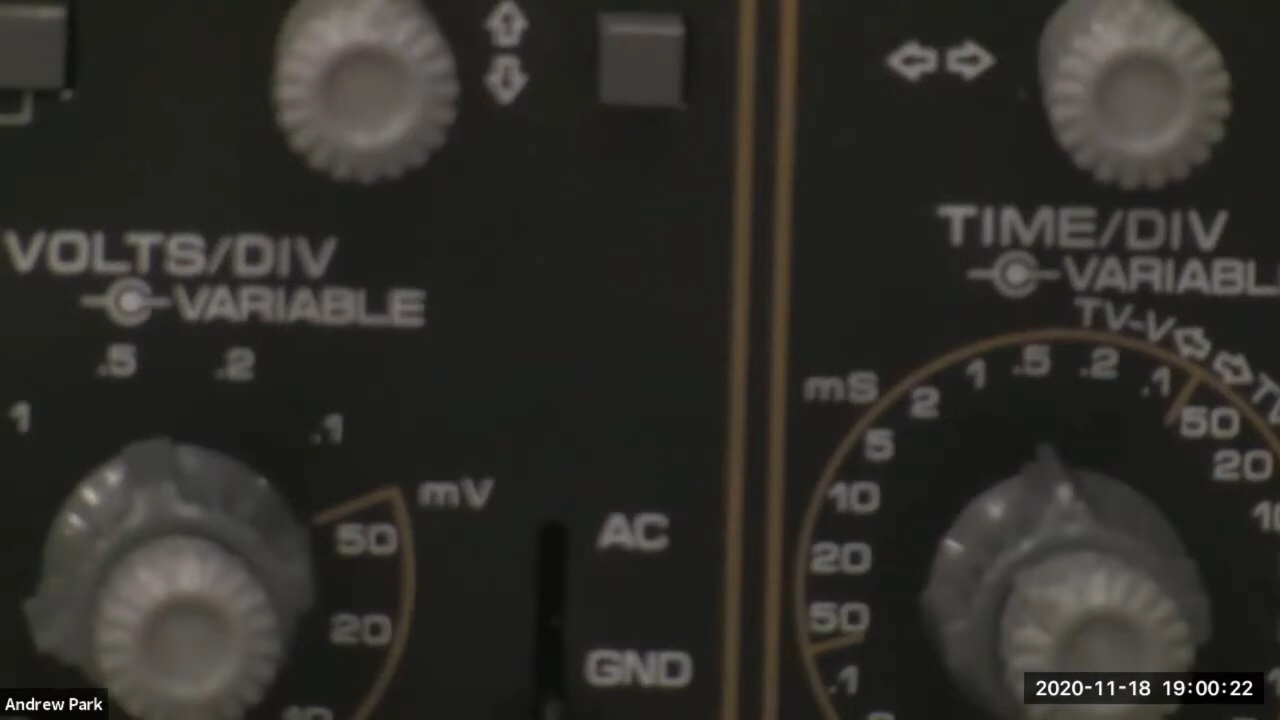 VOLTS/DIV
VARIABLE
.5 .2
1 .1
mV
50
20
AC
GND
TIME/DIV
VARIABL
TV-V
mS
.1
50
20
.5 .2 .1
1
2
5
10
20
50
Andrew Park
2020-11-18 19:00:22